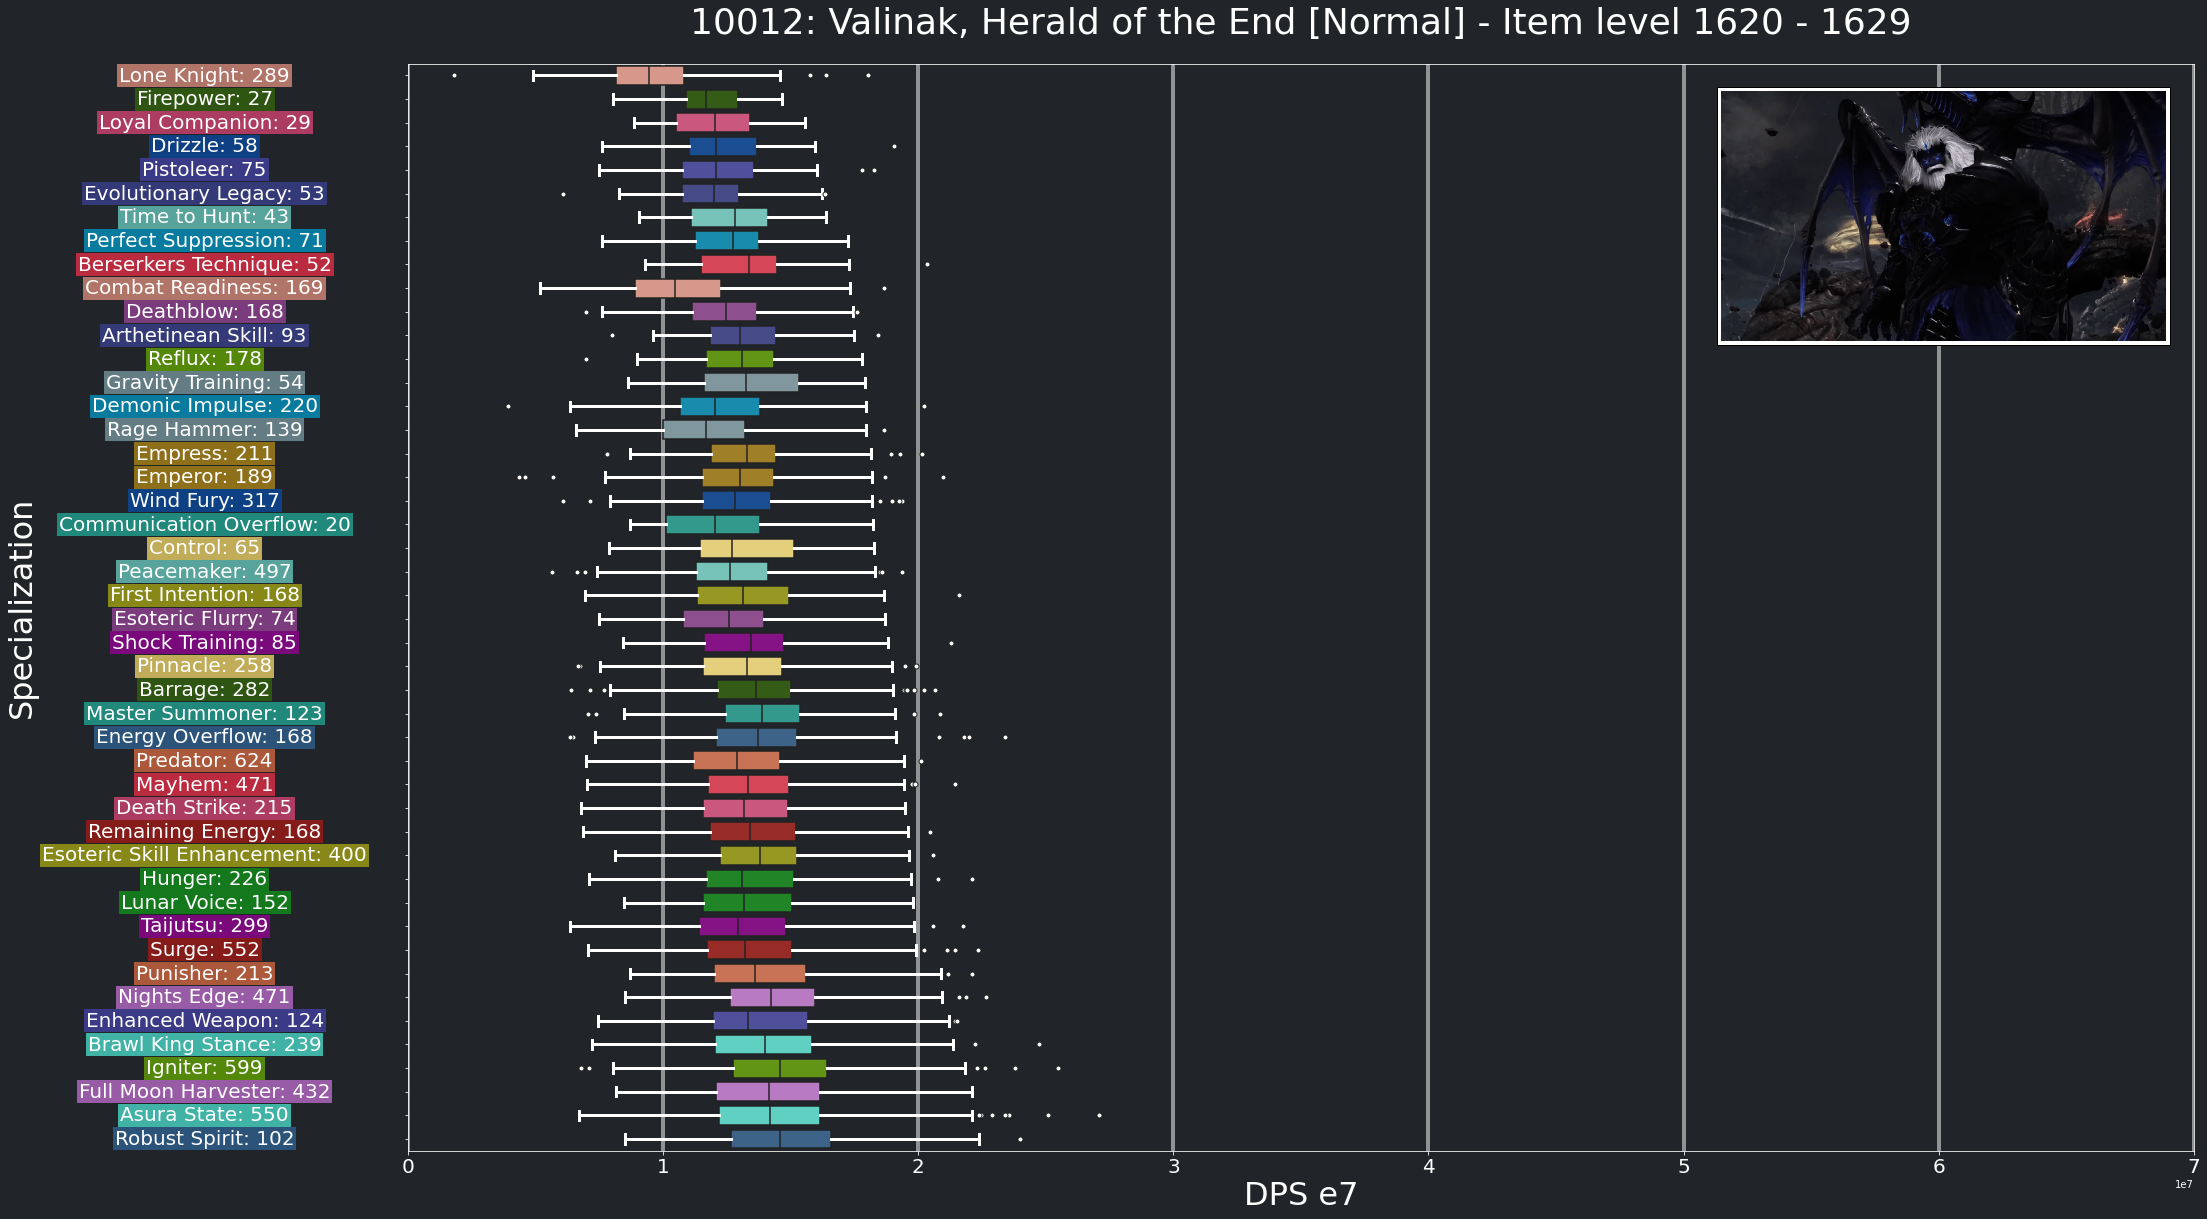 10012: Valinak, Herald of the End [Normal] - Item level 1620 - 1629
Specialization
Lone Knight: 289
Firepower: 27
Loyal Companion: 29
Drizzle: 58
Pistoleer: 75
Evolutionary Legacy: 53
Time to Hunt: 43
Perfect Suppression: 71
Berserkers Technique: 52
Combat Readiness: 169
Deathblow: 168
Arthetinean Skill: 93
Reflux: 178
Gravity Training: 54
Demonic Impulse: 220
Rage Hammer: 139
Empress: 211
Emperor: 189
Wind Fury: 317
Communication Overflow: 20
Control: 65
Peacemaker: 497
First Intention: 168
Esoteric Flurry: 74
Shock Training: 85
Pinnacle: 258
Barrage: 282
Master Summoner: 123
Energy Overflow: 168
Predator: 624
Mayhem: 471
Death Strike: 215
Remaining Energy: 168
Esoteric Skill Enhancement: 400
Hunger: 226
Lunar Voice: 152
Taijutsu: 299
Surge: 552
Punisher: 213
Nights Edge: 471
Enhanced Weapon: 124
Brawl King Stance: 239
Igniter: 599
Full Moon Harvester: 432
Asura State: 550
Robust Spirit: 102
0 1 2 3 4 5 6 7
1e7
DPS e7